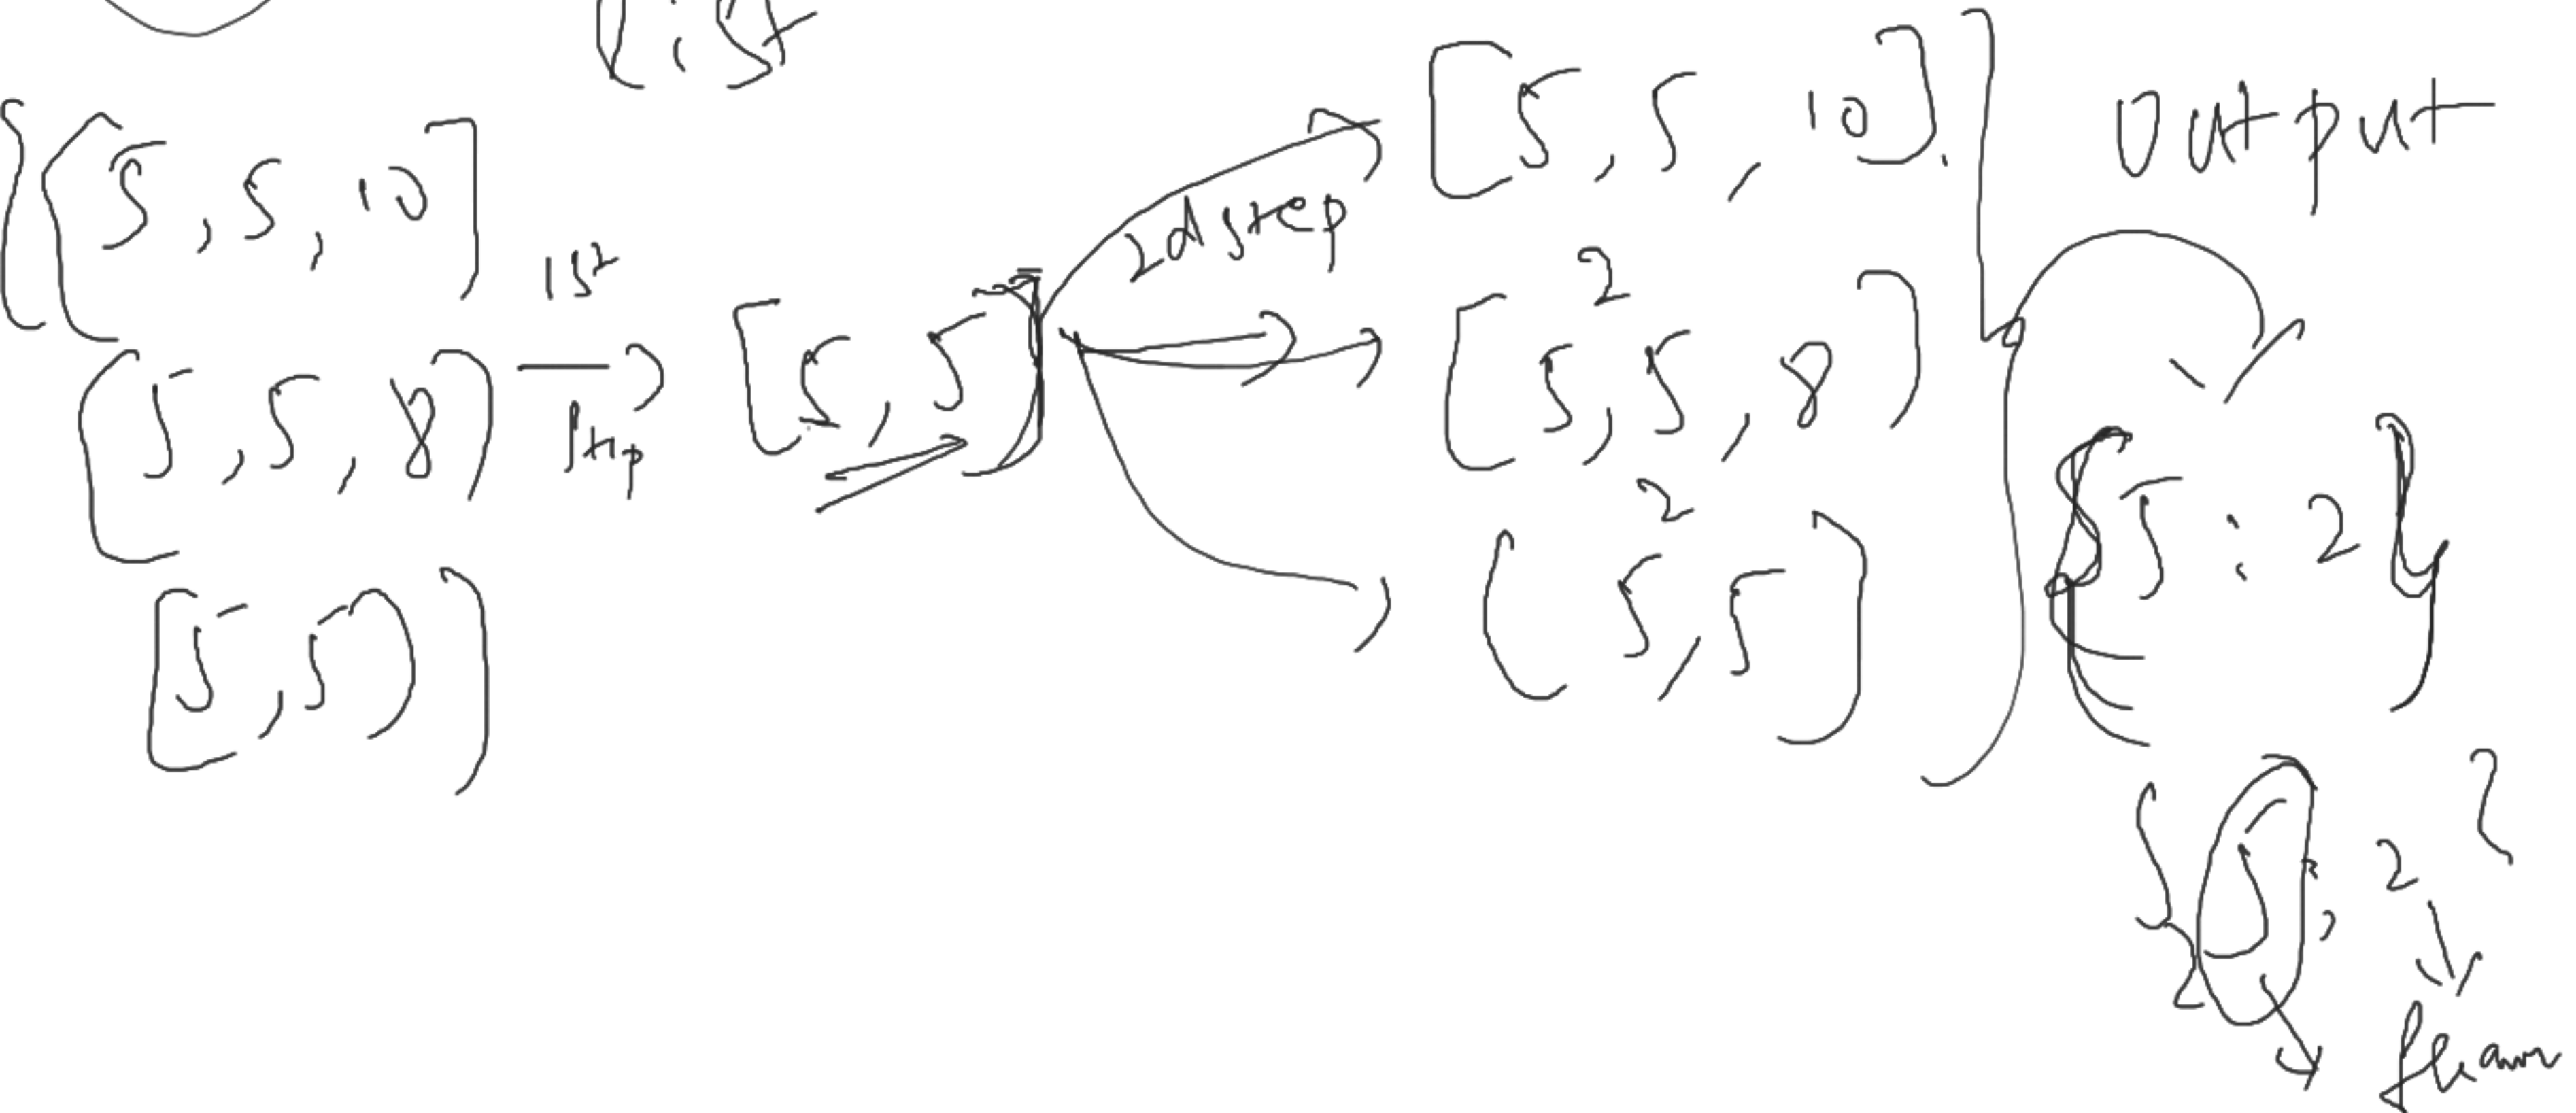 list
{[5, 5, 10]
[5, 5, 8]
[5, 5]]
1st
step
[5, 5]
2d step
[5, 5, 10].
2
[5, 5, 8]
2
[5, 5]
]
Output
{5 : 2}
{5 : 2}